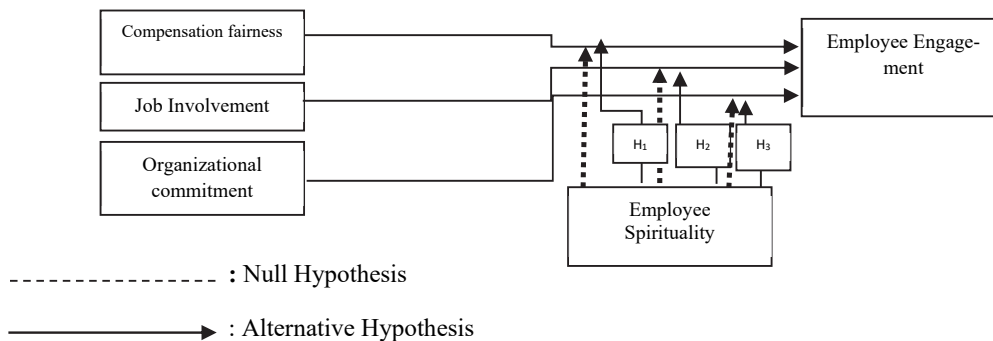 Compensation fairness
Employee Engage-
ment
Job Involvement
Organizational
commitment
H₁
H₂
H₃
Employee
Spirituality
: Null Hypothesis
: Alternative Hypothesis